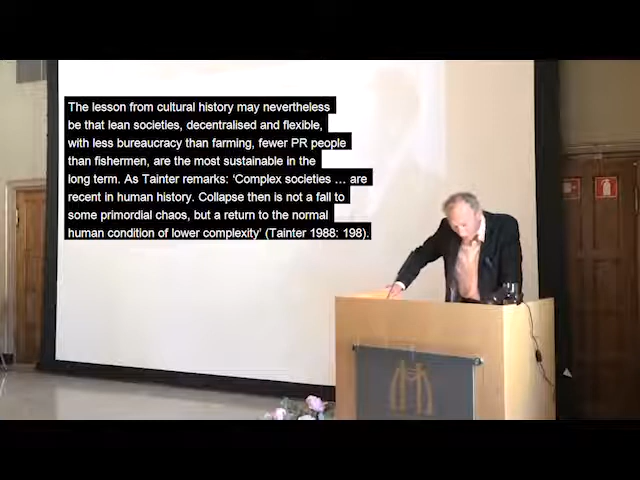 The lesson from cultural history may nevertheless
be that lean societies, decentralised and flexible,
with less bureaucracy than farming, fewer PR people
than fishermen, are the most sustainable in the
long term. As Tainter remarks: ‘Complex societies … are
recent in human history. Collapse then is not a fall to
some primordial chaos, but a return to the normal
human condition of lower complexity’ (Tainter 1988: 198).